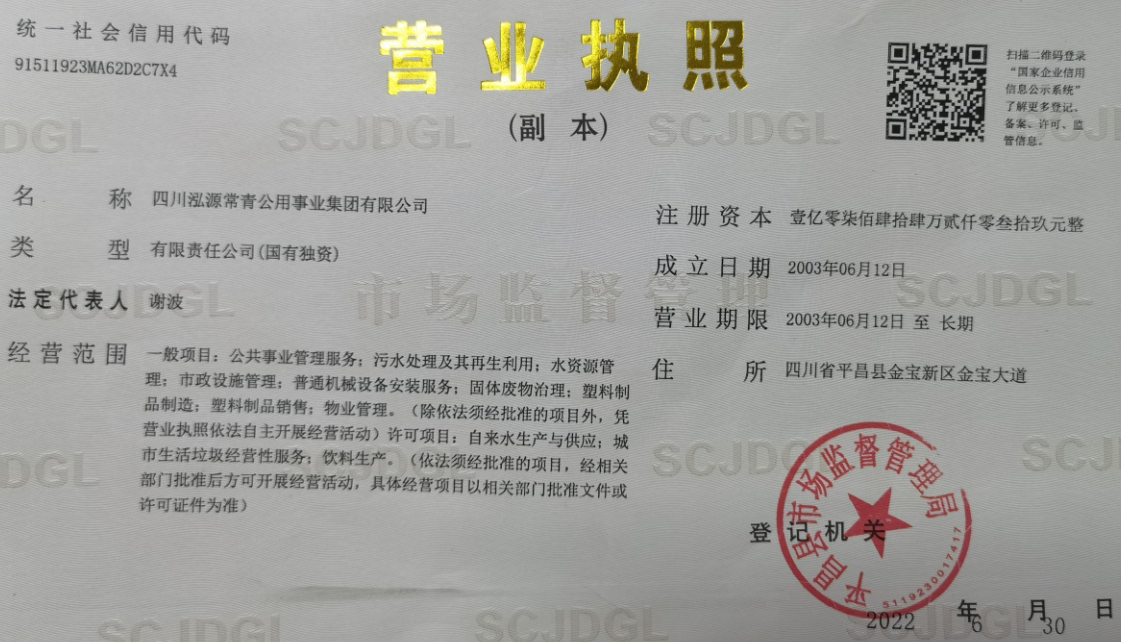 统一社会信用代码
91511923MA62D2C7X4
营业执照
(副 本)
扫描二维码登录
“国家企业信用
信息公示系统”
了解更多登记、
备案、许可、监
管信息。
名 称 四川泓源常青公用事业集团有限公司
类 型 有限责任公司(国有独资)
法定代表人 谢波
经营范围 一般项目：公共事业管理服务；污水处理及其再生利用；水资源管
理；市政设施管理；普通机械设备安装服务；固体废物治理；塑料制
品制造；塑料制品销售；物业管理。（除依法须经批准的项目外，凭
营业执照依法自主开展经营活动）许可项目：自来水生产与供应；城
市生活垃圾经营性服务；饮料生产。（依法须经批准的项目，经相关
部门批准后方可开展经营活动，具体经营项目以相关部门批准文件或
许可证件为准）
注册资本 壹亿零柒佰肆拾肆万贰仟零叁拾玖元整
成立日期 2003年06月12日
营业期限 2003年06月12日 至 长期
住 所 四川省平昌县金宝新区金宝大道
登记机关
平昌县市场监督管理局
5119230017417
2022 年 6 月 30 日
市场监督管理
SCJDGL
SCJDGL
SCJDGL
SCJDGL
SCJDGL
SCJDGL
SCJDGL
SCJDGL
SCJDGL